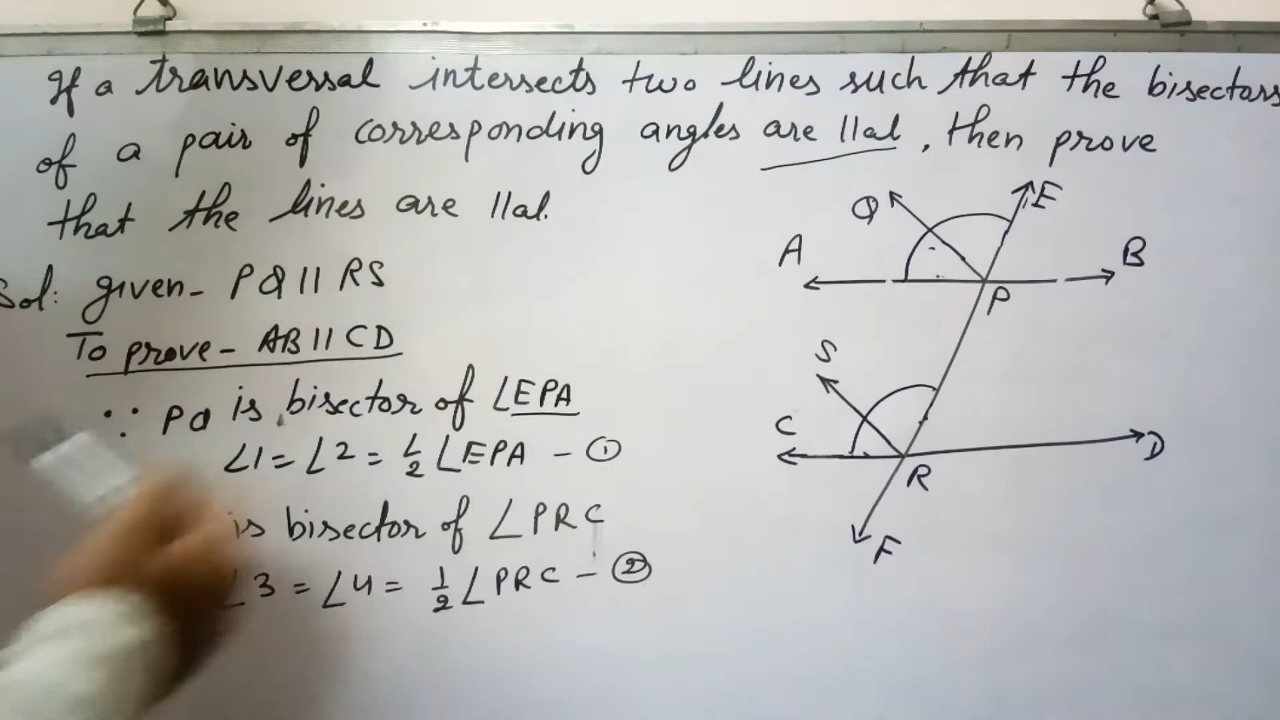 If a transversal intersects two lines such that the bisectors
of a pair of corresponding angles are ||al, then prove
that the lines are ||al.
Sol: given- PQ || RS
To prove- AB || CD
∵ PQ is bisector of ∠EPA
∠1 = ∠2 = 1/2 ∠EPA - ①
is bisector of ∠PRC
∠3 = ∠4 = 1/2 ∠PRC - ②
Q
E
A
B
P
S
C
D
R
F